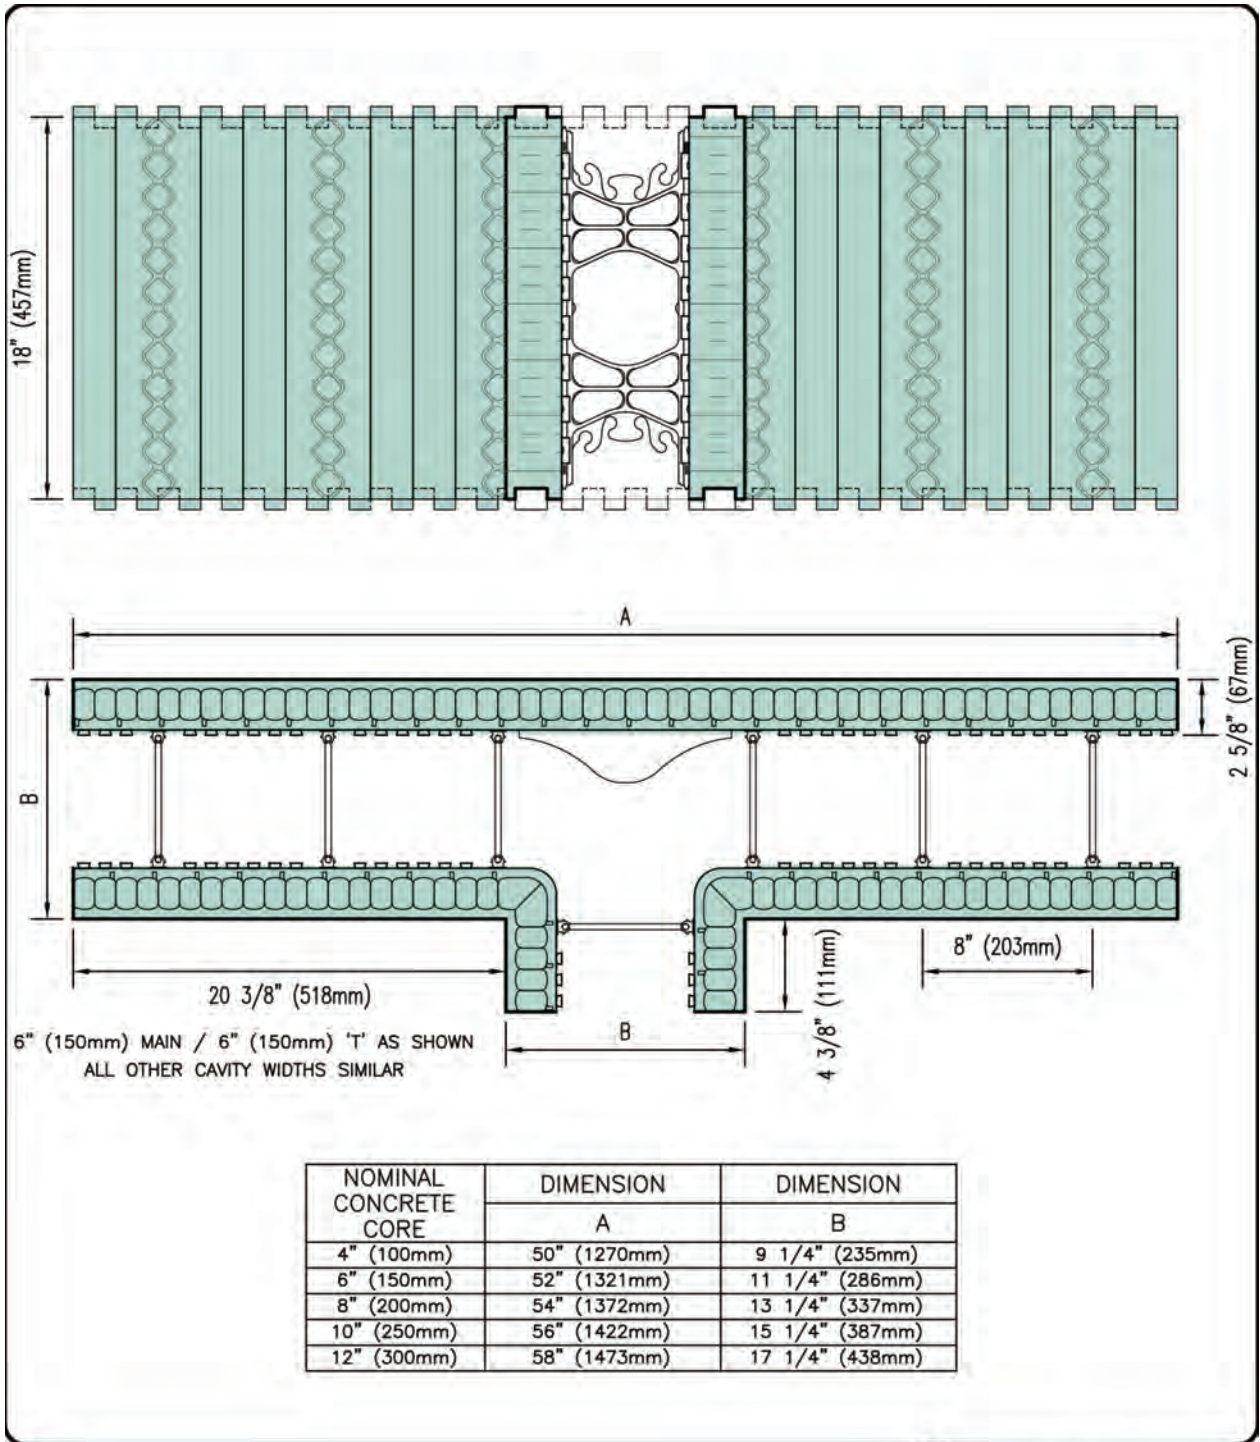 18" (457mm)
A
2 5/8" (67mm)
B
20 3/8" (518mm)
8" (203mm)
4 3/8" (111mm)
B
6" (150mm) MAIN / 6" (150mm) 'T' AS SHOWN
ALL OTHER CAVITY WIDTHS SIMILAR
NOMINAL CONCRETE CORE DIMENSION A DIMENSION B
4" (100mm) 50" (1270mm) 9 1/4" (235mm)
6" (150mm) 52" (1321mm) 11 1/4" (286mm)
8" (200mm) 54" (1372mm) 13 1/4" (337mm)
10" (250mm) 56" (1422mm) 15 1/4" (387mm)
12" (300mm) 58" (1473mm) 17 1/4" (438mm)